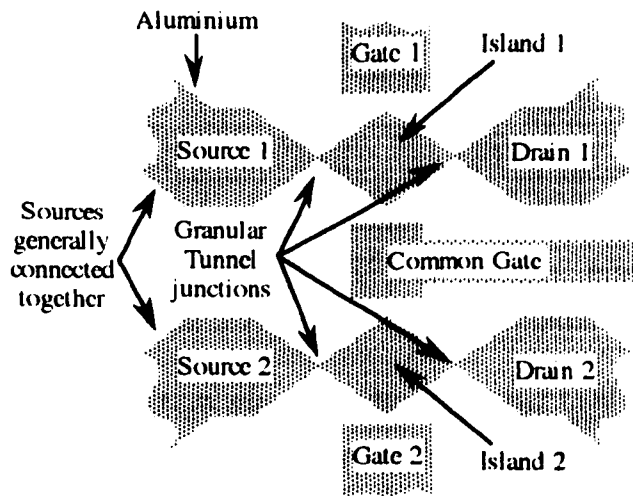 Aluminium
Gate 1
Island 1
Source 1
Drain 1
Sources
generally
connected
together
Granular
Tunnel
junctions
Common Gate
Source 2
Drain 2
Gate 2
Island 2